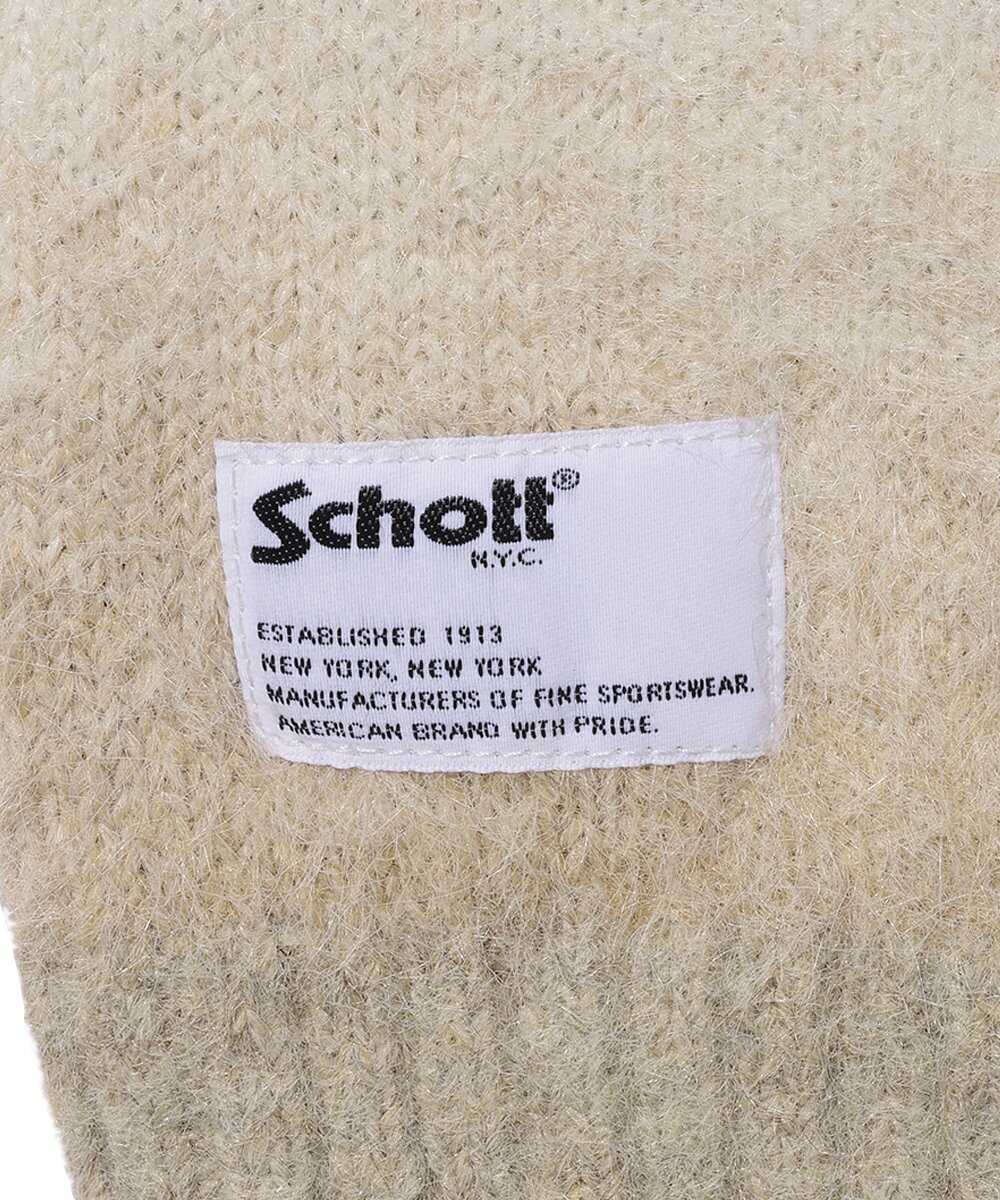 Schott®
N.Y.C.
ESTABLISHED 1913
NEW YORK, NEW YORK
MANUFACTURERS OF FINE SPORTSWEAR.
AMERICAN BRAND WITH PRIDE.